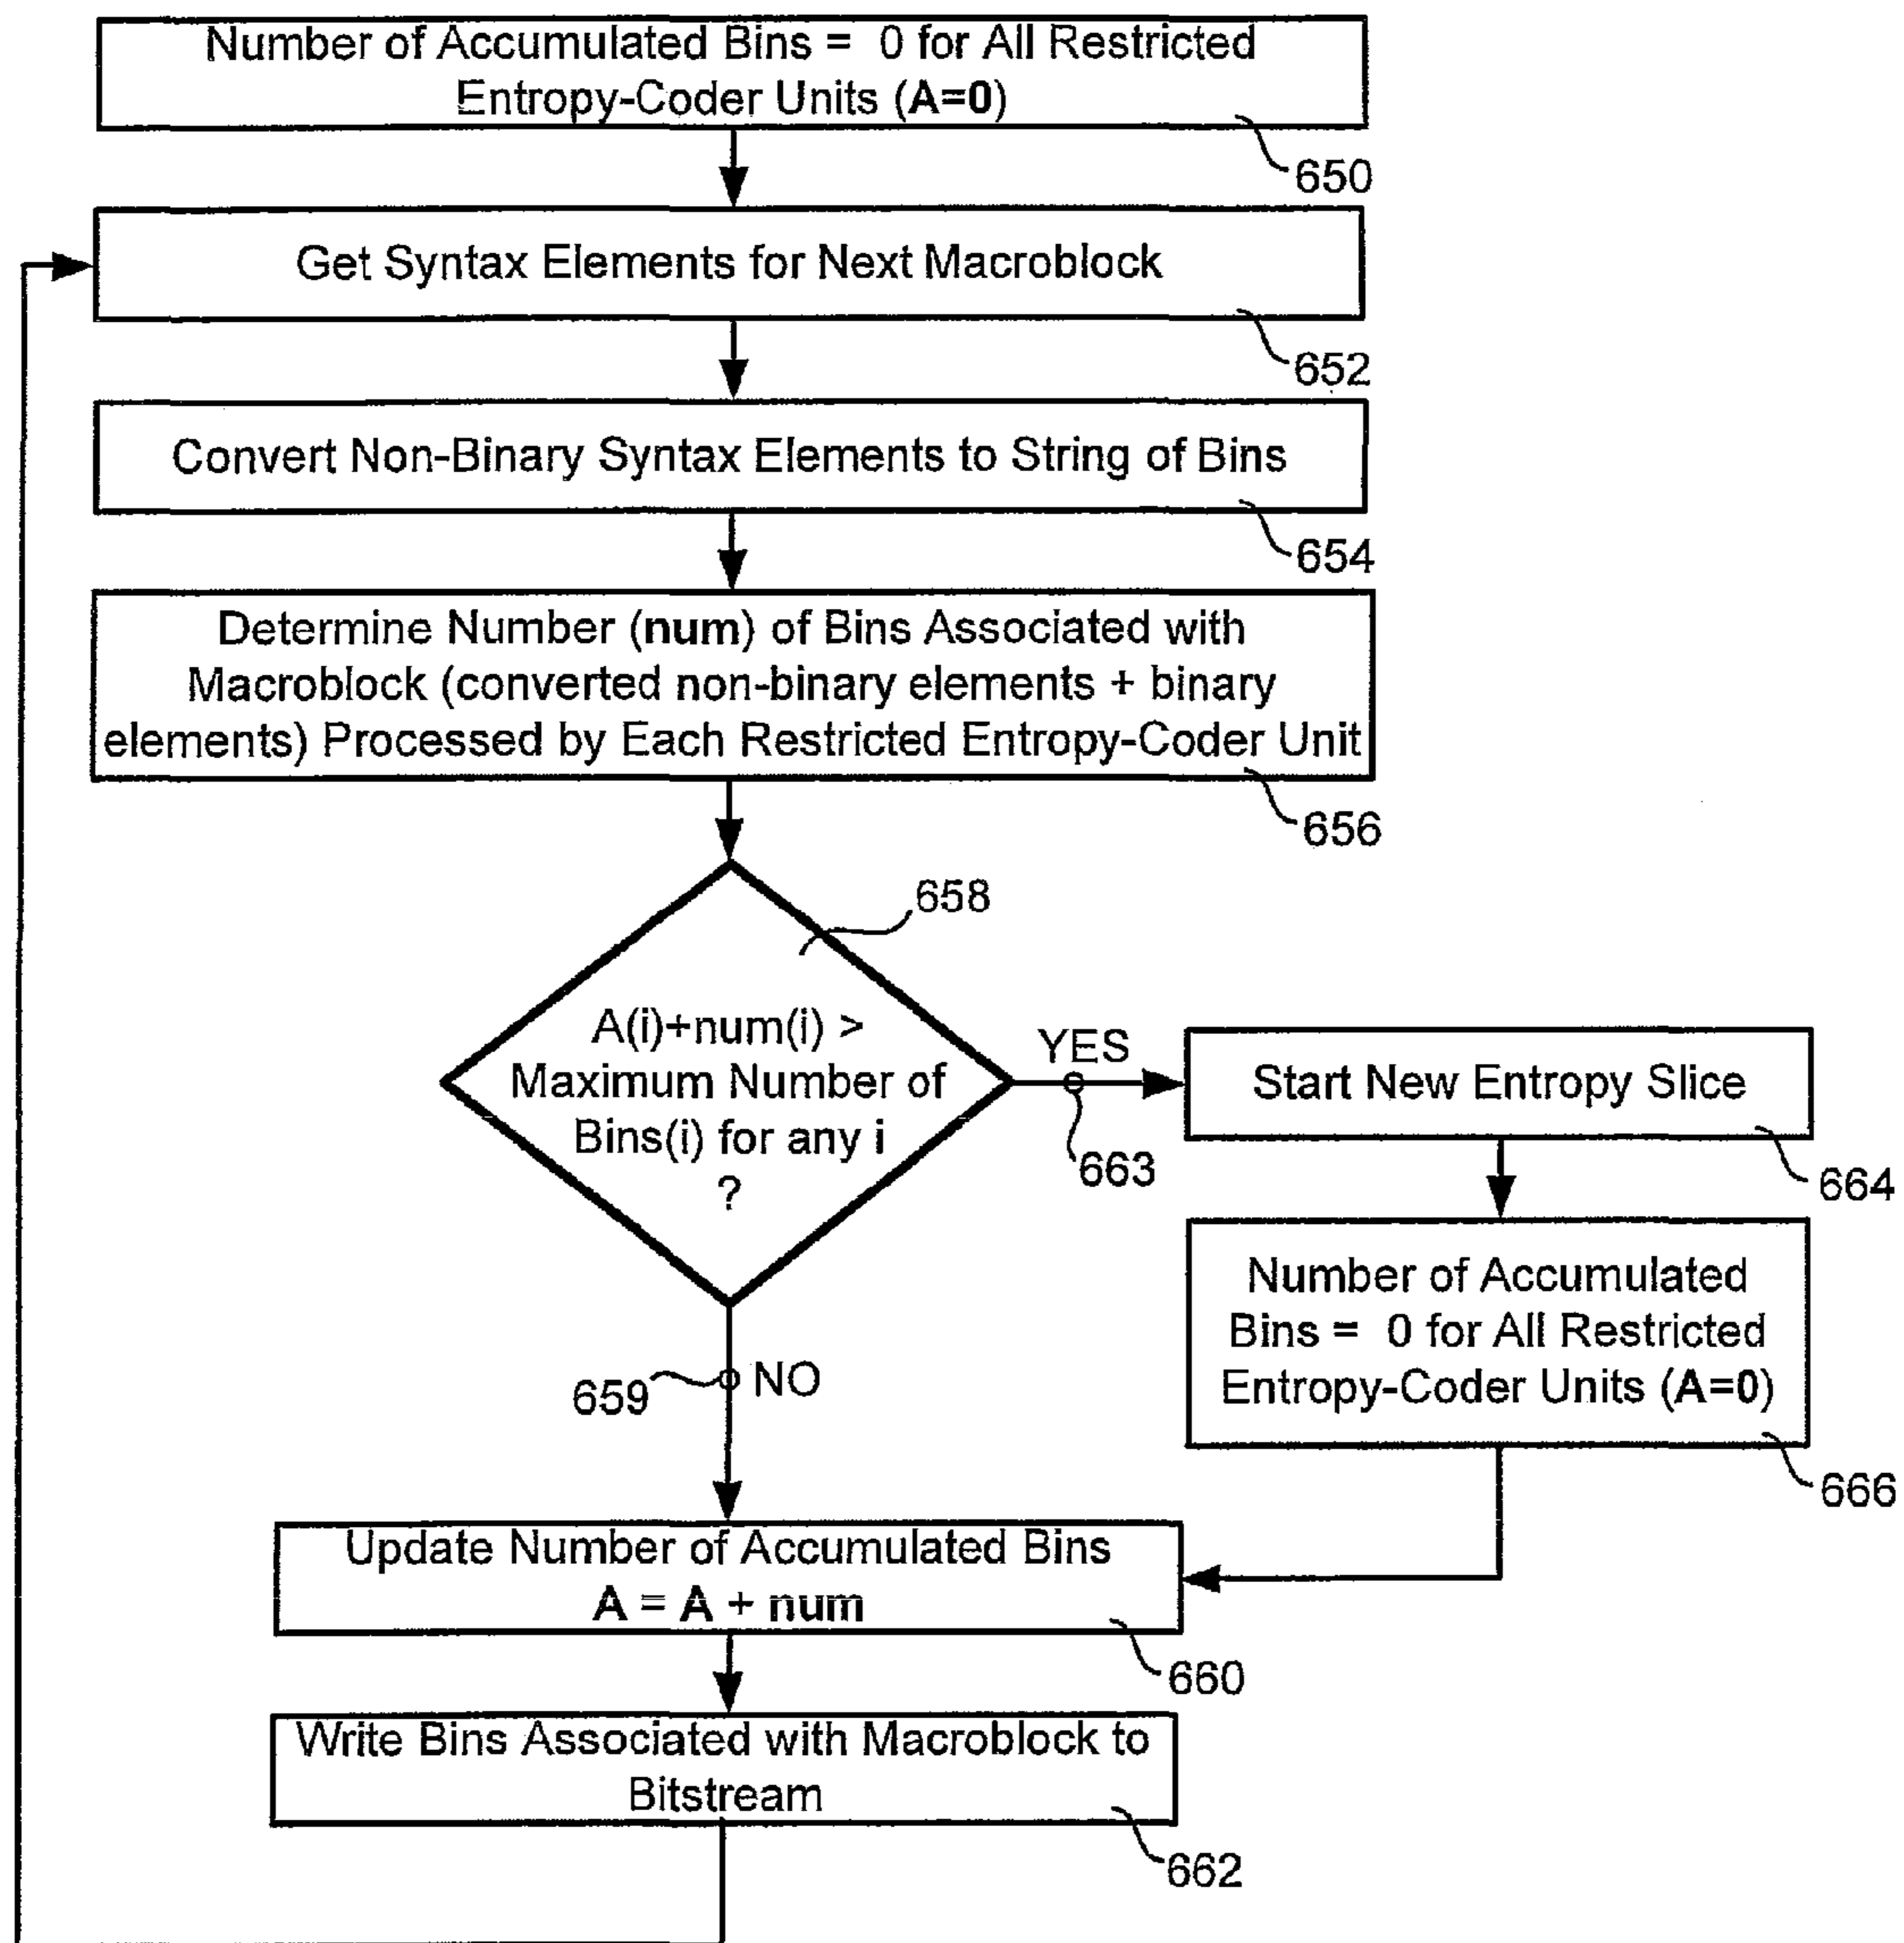 Number of Accumulated Bins = 0 for All Restricted
Entropy-Coder Units (A=0)
650
Get Syntax Elements for Next Macroblock
652
Convert Non-Binary Syntax Elements to String of Bins
654
Determine Number (num) of Bins Associated with
Macroblock (converted non-binary elements + binary
elements) Processed by Each Restricted Entropy-Coder Unit
656
658
A(i)+num(i) >
Maximum Number of
Bins(i) for any i
?
YES
663
Start New Entropy Slice
664
Number of Accumulated
Bins = 0 for All Restricted
Entropy-Coder Units (A=0)
666
659
NO
Update Number of Accumulated Bins
A = A + num
660
Write Bins Associated with Macroblock to
Bitstream
662